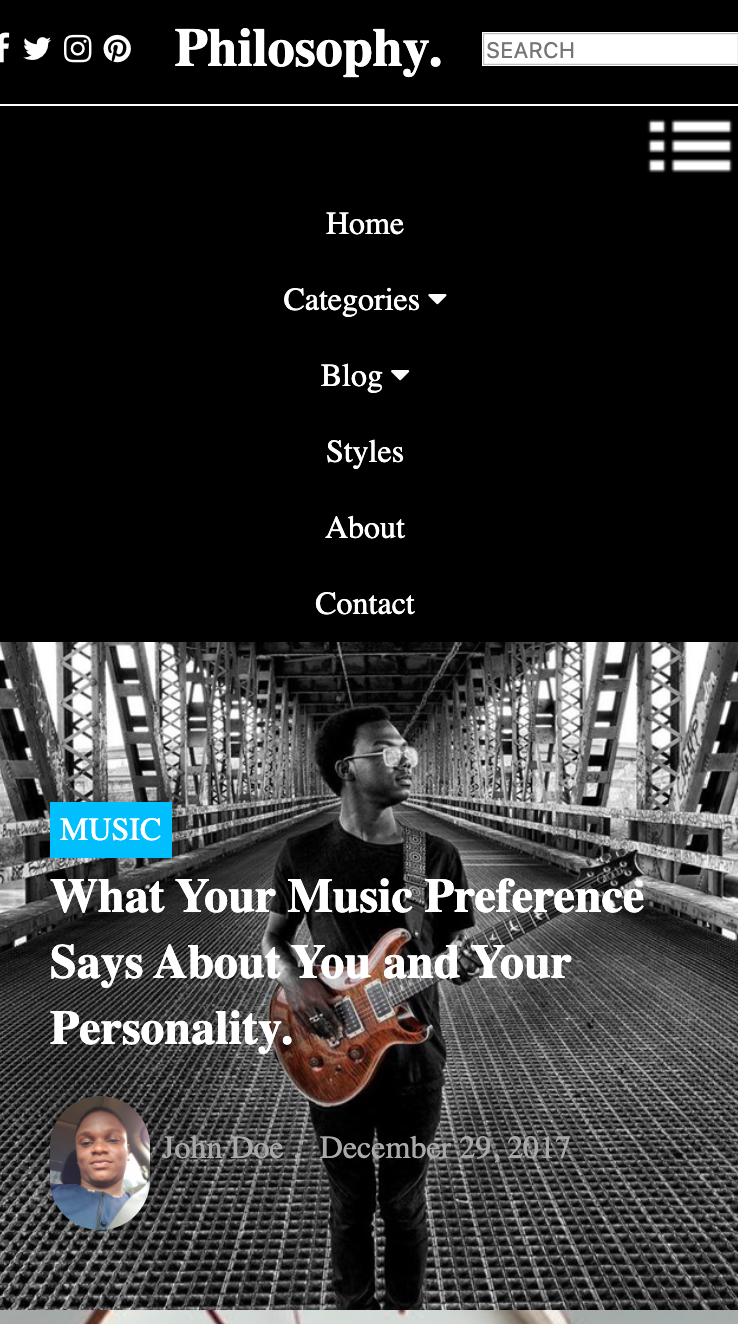 Philosophy.
SEARCH
Home
Categories
Blog
Styles
About
Contact
MUSIC
What Your Music Preference
Says About You and Your
Personality.
John Doe . December 29, 2017